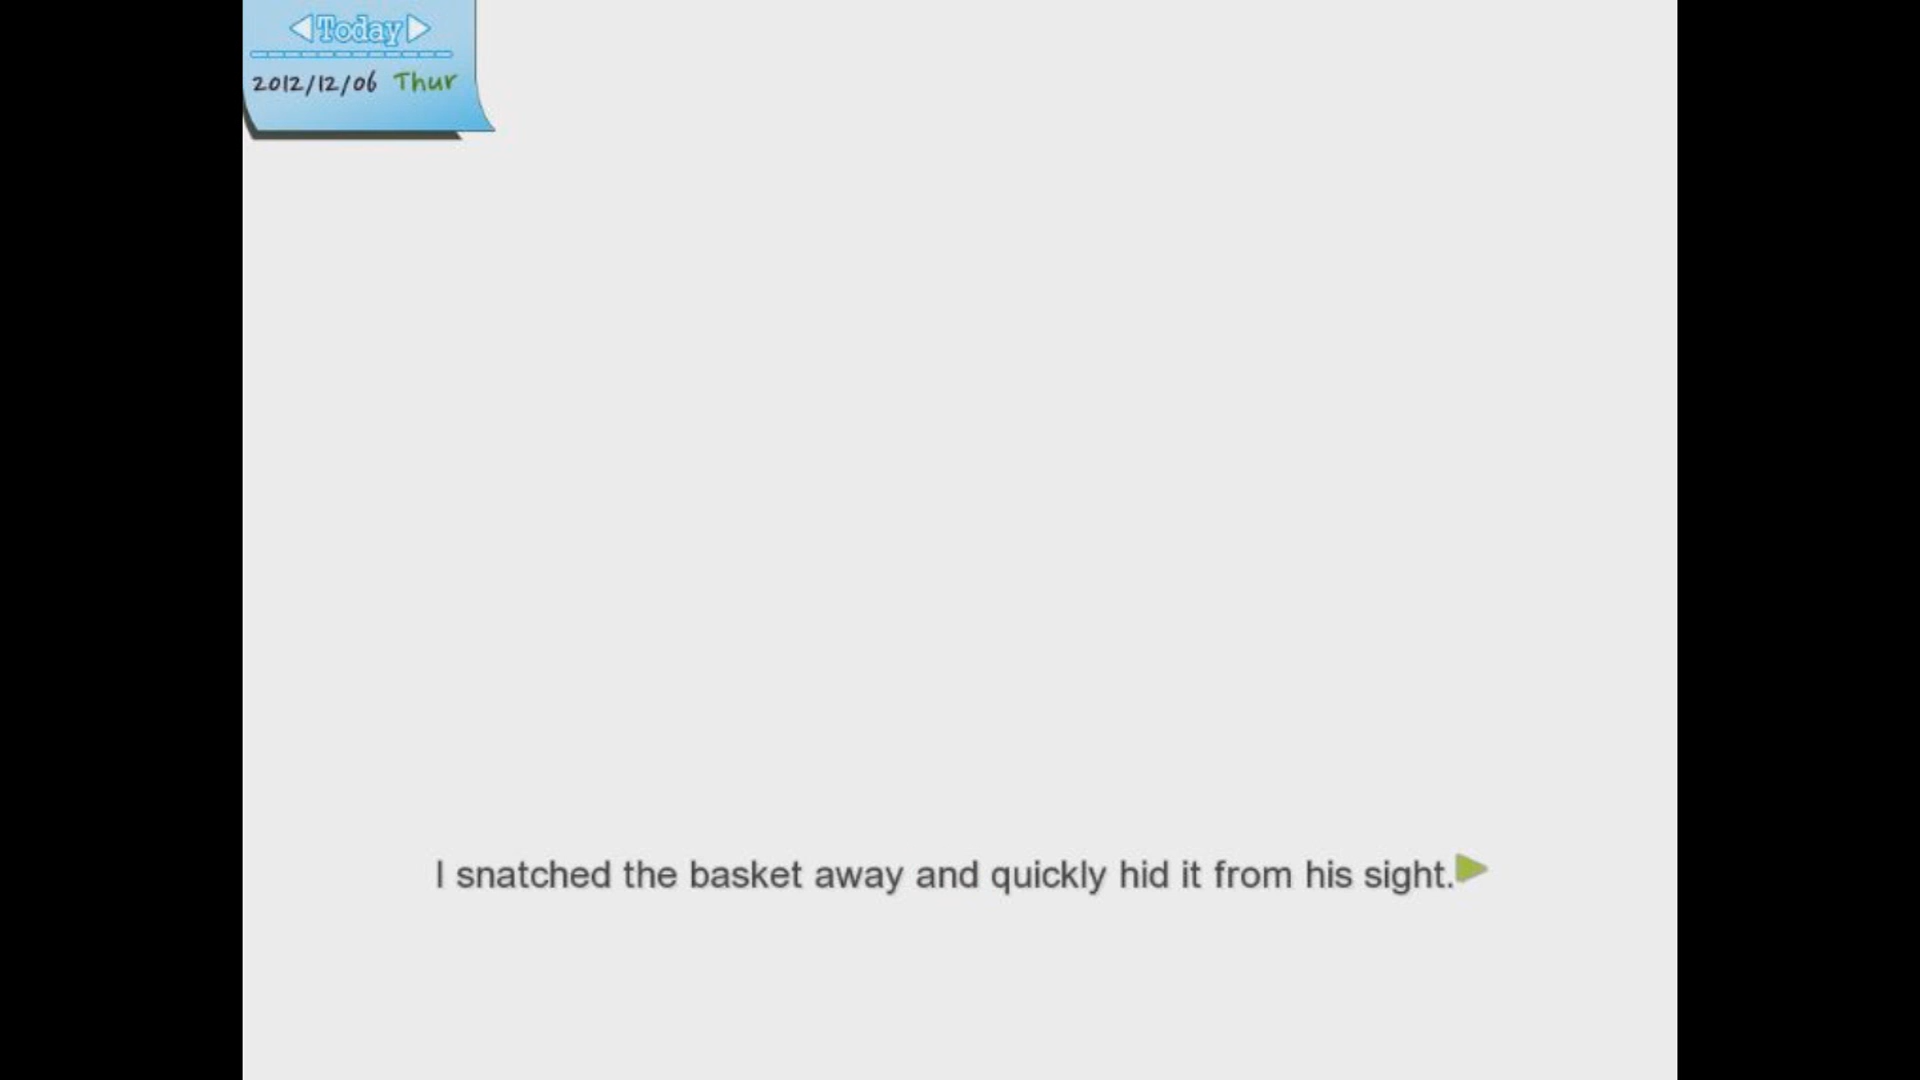 Today
2012/12/06 Thur
I snatched the basket away and quickly hid it from his sight.